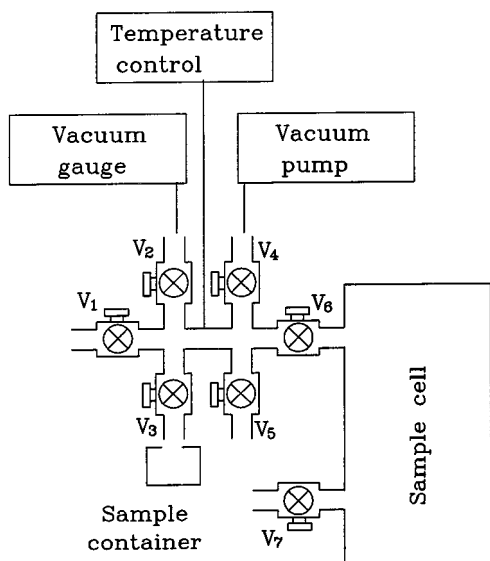 Temperature
control
Vacuum
gauge
Vacuum
pump
V2
V4
V1
V6
V3
V5
Sample cell
Sample
container
V7